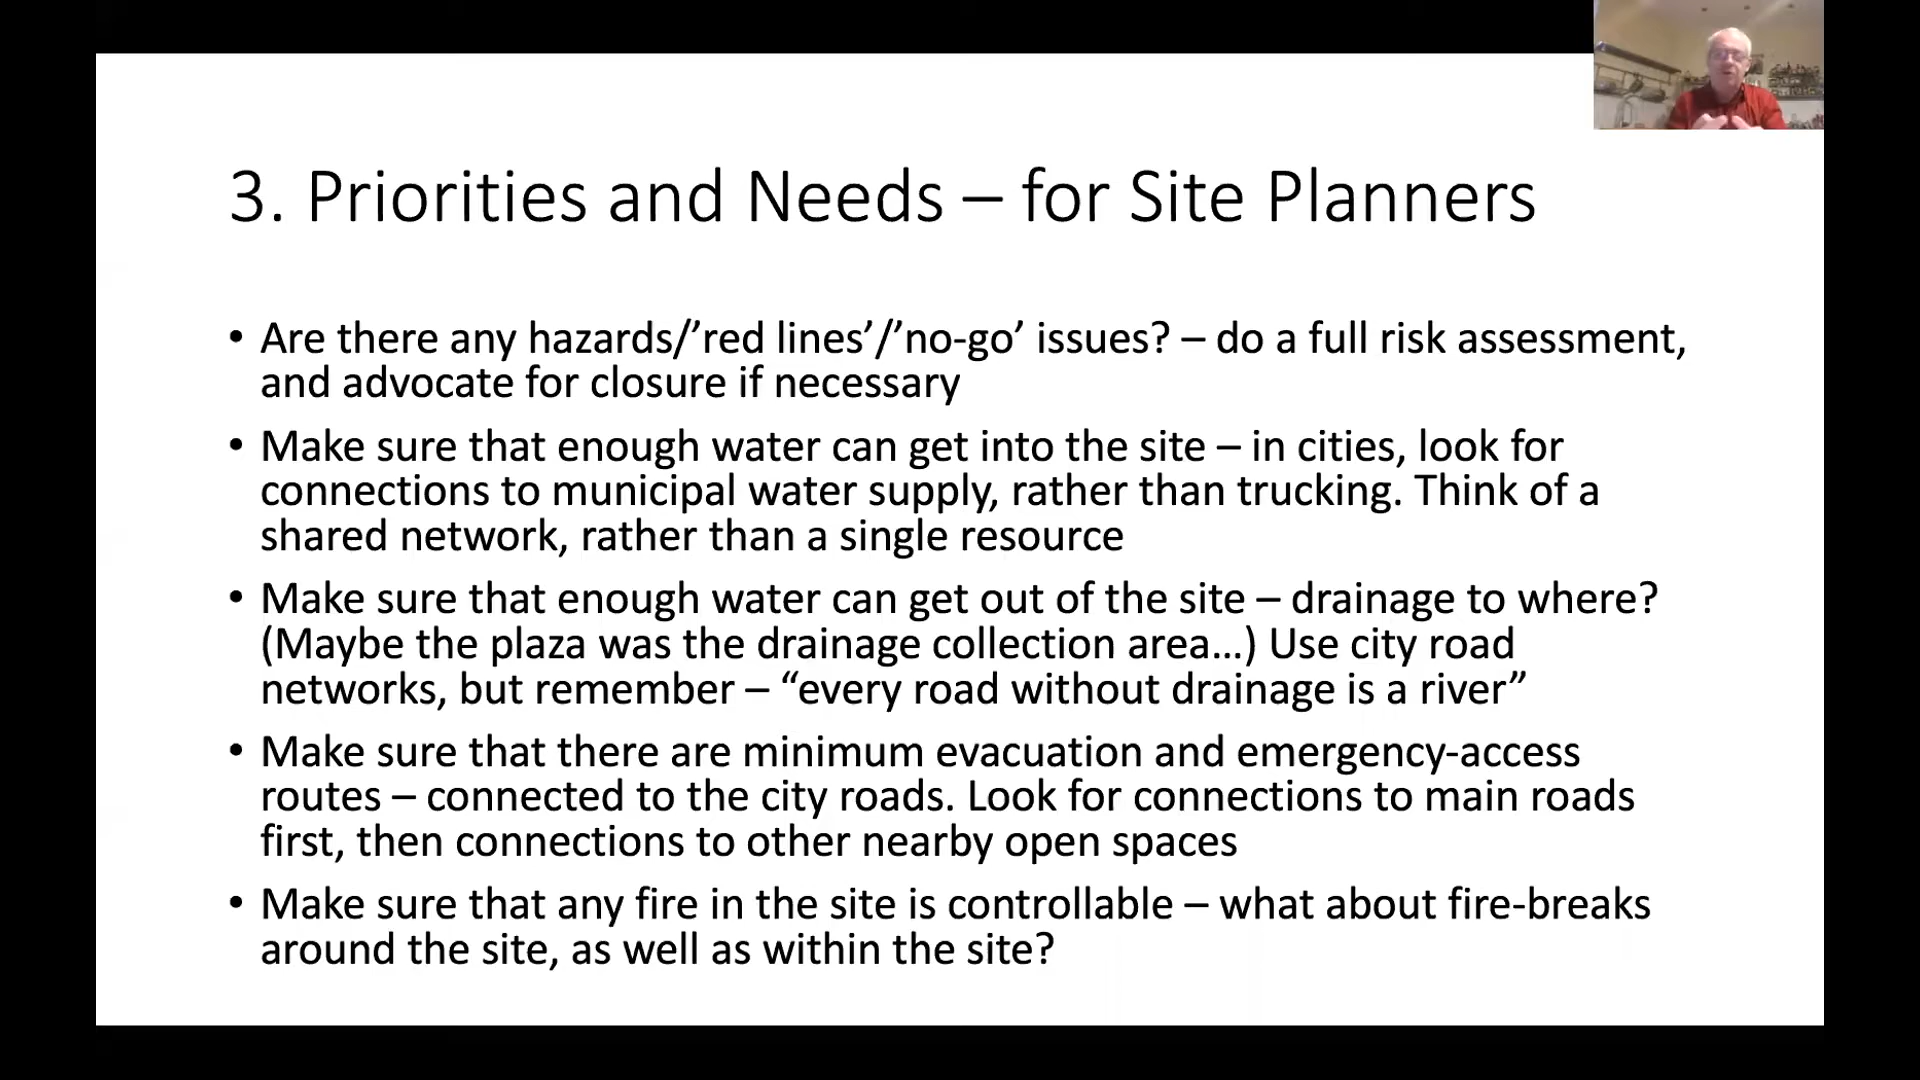 3. Priorities and Needs – for Site Planners
• Are there any hazards/’red lines’/’no-go’ issues? – do a full risk assessment,
and advocate for closure if necessary
• Make sure that enough water can get into the site – in cities, look for
connections to municipal water supply, rather than trucking. Think of a
shared network, rather than a single resource
• Make sure that enough water can get out of the site – drainage to where?
(Maybe the plaza was the drainage collection area…) Use city road
networks, but remember – “every road without drainage is a river”
• Make sure that there are minimum evacuation and emergency-access
routes – connected to the city roads. Look for connections to main roads
first, then connections to other nearby open spaces
• Make sure that any fire in the site is controllable – what about fire-breaks
around the site, as well as within the site?